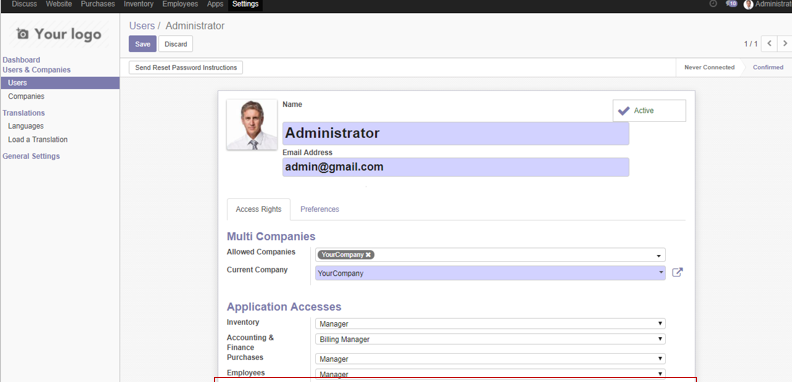 Discuss Website Purchases Inventory Employees Apps Settings
Administrat
Your logo
Users / Administrator
Save Discard
1 / 1
Dashboard
Users & Companies
Users
Companies
Translations
Languages
Load a Translation
General Settings
Send Reset Password Instructions
Never Connected Confirmed
Name
Active
Administrator
Email Address
admin@gmail.com
Access Rights Preferences
Multi Companies
Allowed Companies YourCompany
Current Company YourCompany
Application Accesses
Inventory Manager
Accounting & Billing Manager
Finance
Purchases Manager
Employees Manager